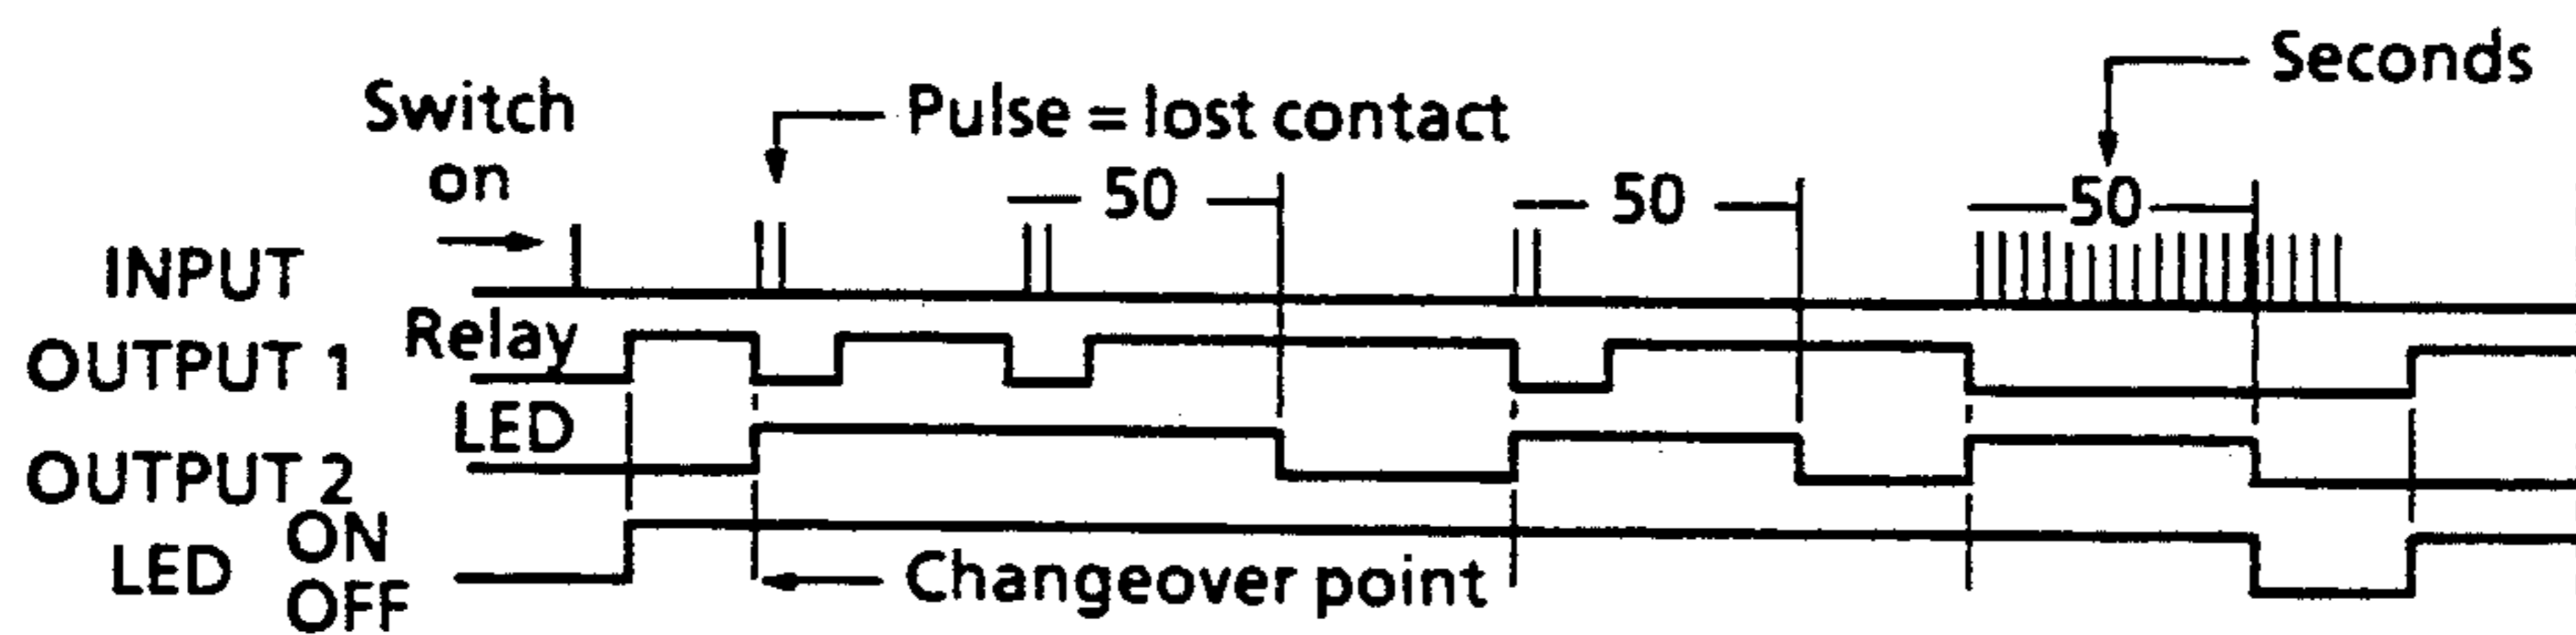 Seconds
Switch
on
Pulse = lost contact
50
50
50
INPUT
Relay
OUTPUT 1
LED
OUTPUT 2
ON
LED
OFF
Changeover point